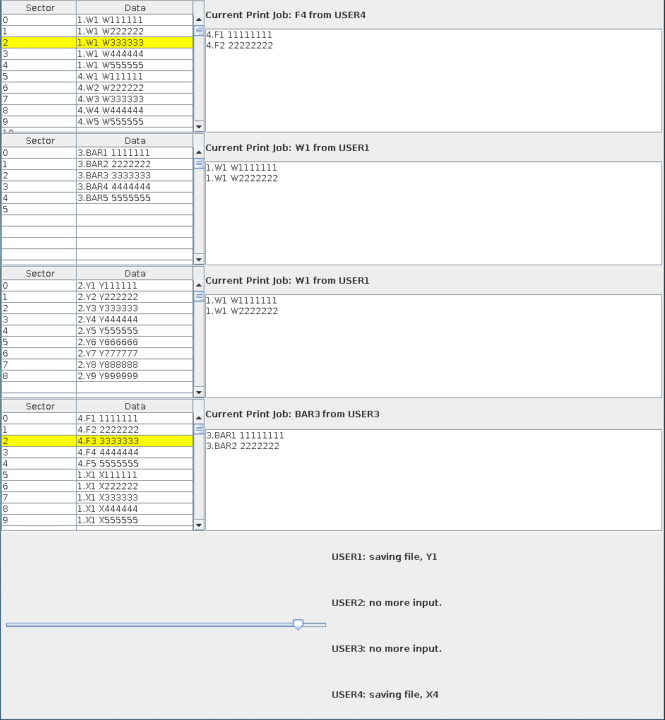 Sector Data
0 1.W1 W111111
1 1.W1 W222222
2 1.W1 W333333
3 1.W1 W444444
4 1.W1 W555555
5 4.W1 W111111
6 4.W2 W222222
7 4.W3 W333333
8 4.W4 W444444
9 4.W5 W555555
Current Print Job: F4 from USER4
4.F1 11111111
4.F2 22222222
Sector Data
0 3.BAR1 1111111
1 3.BAR2 2222222
2 3.BAR3 3333333
3 3.BAR4 4444444
4 3.BAR5 5555555
5
Current Print Job: W1 from USER1
1.W1 W1111111
1.W1 W2222222
Sector Data
0 2.Y1 Y111111
1 2.Y2 Y222222
2 2.Y3 Y333333
3 2.Y4 Y444444
4 2.Y5 Y555555
5 2.Y6 Y666666
6 2.Y7 Y777777
7 2.Y8 Y888888
8 2.Y9 Y999999
Current Print Job: W1 from USER1
1.W1 W1111111
1.W1 W2222222
Sector Data
0 4.F1 1111111
1 4.F2 2222222
2 4.F3 3333333
3 4.F4 4444444
4 4.F5 5555555
5 1.X1 X111111
6 1.X1 X222222
7 1.X1 X333333
8 1.X1 X444444
9 1.X1 X555555
Current Print Job: BAR3 from USER3
3.BAR1 11111111
3.BAR2 2222222
USER1: saving file, Y1
USER2: no more input.
USER3: no more input.
USER4: saving file, X4